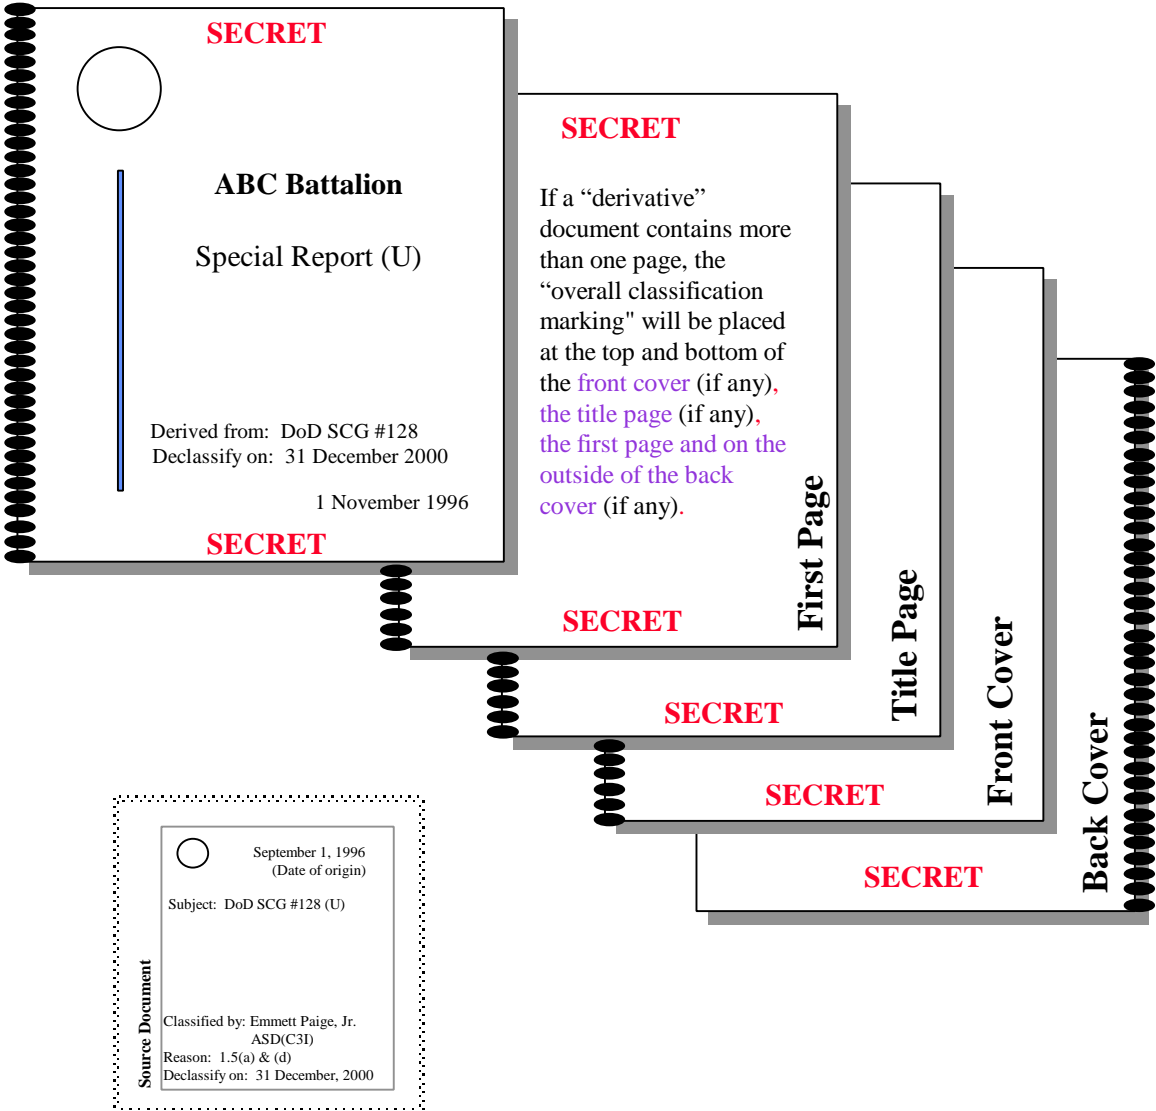 SECRET
ABC Battalion
Special Report (U)
Derived from:  DoD SCG #128
Declassify on:  31 December 2000
1 November 1996
SECRET
SECRET
If a “derivative”
document contains more
than one page, the
“overall classification
marking" will be placed
at the top and bottom of
the front cover (if any),
the title page (if any),
the first page and on the
outside of the back
cover (if any).
First Page
SECRET
Title Page
SECRET
Front Cover
SECRET
Back Cover
SECRET
Source Document
September 1, 1996
(Date of origin)
Subject:  DoD SCG #128 (U)
Classified by: Emmett Paige, Jr.
ASD(C3I)
Reason:  1.5(a) & (d)
Declassify on:  31 December, 2000